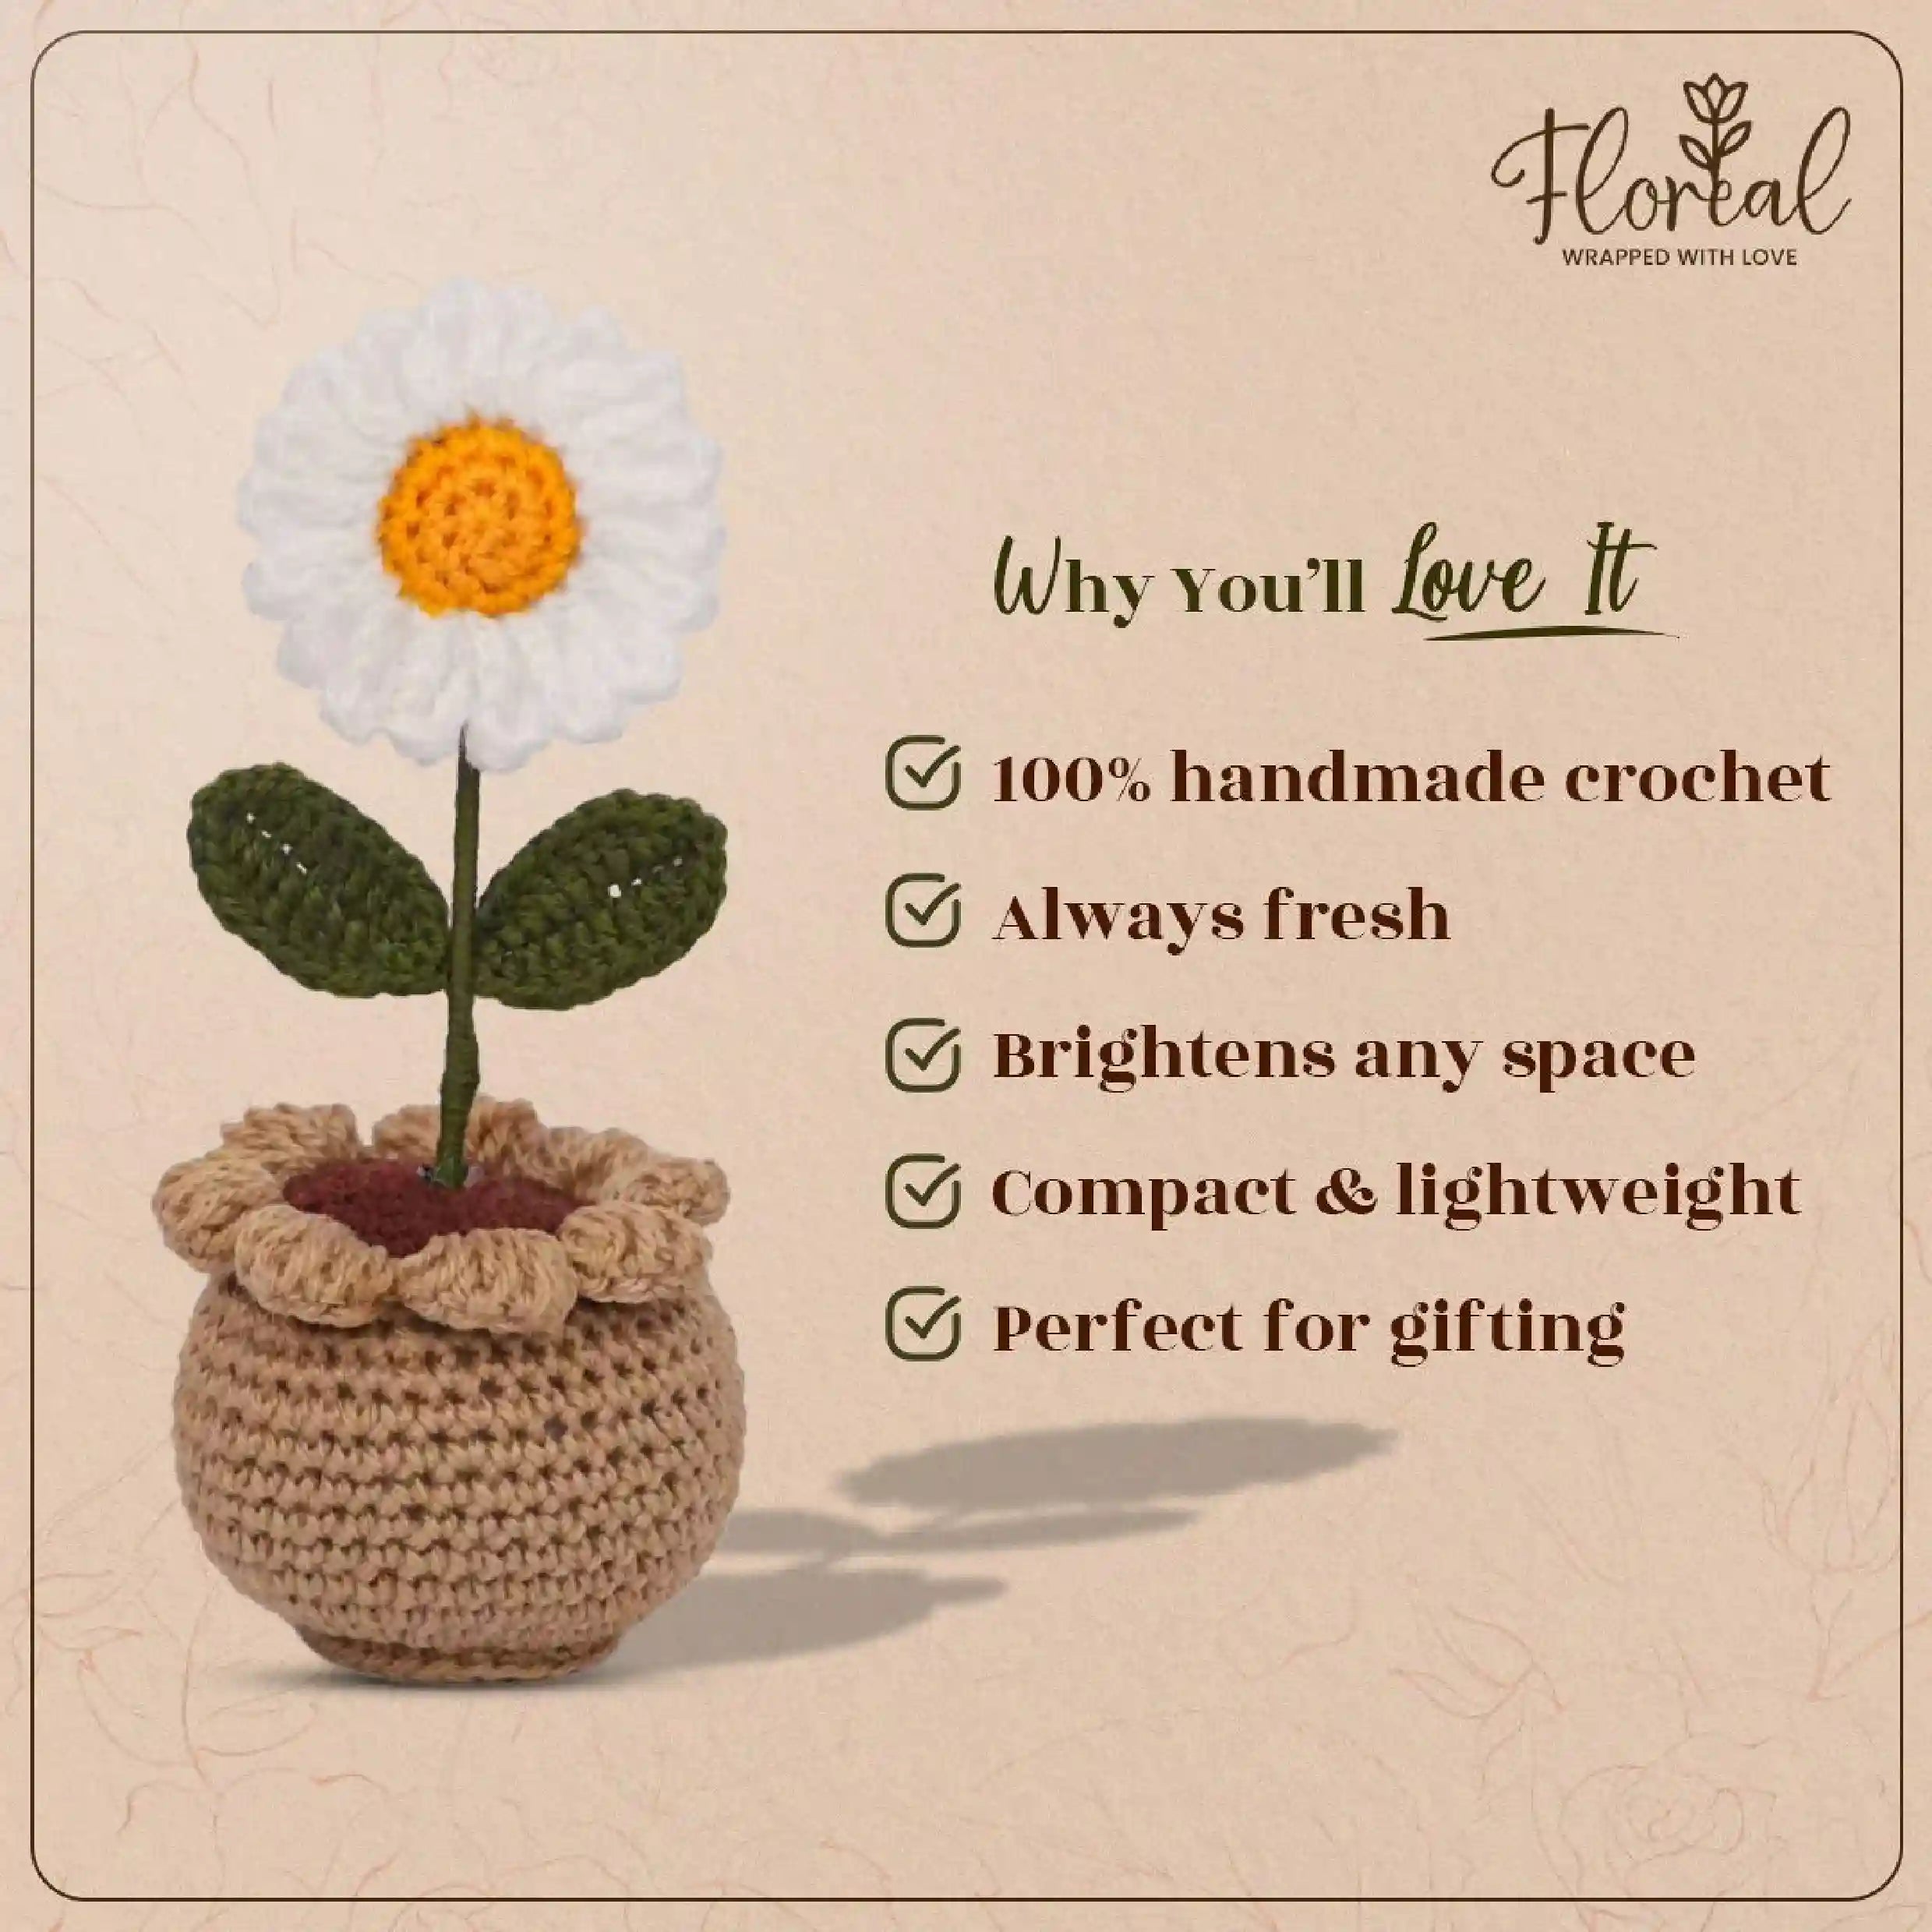 Floreal
WRAPPED WITH LOVE
Why You'll Love It
100% handmade crochet
Always fresh
Brightens any space
Compact & lightweight
Perfect for gifting